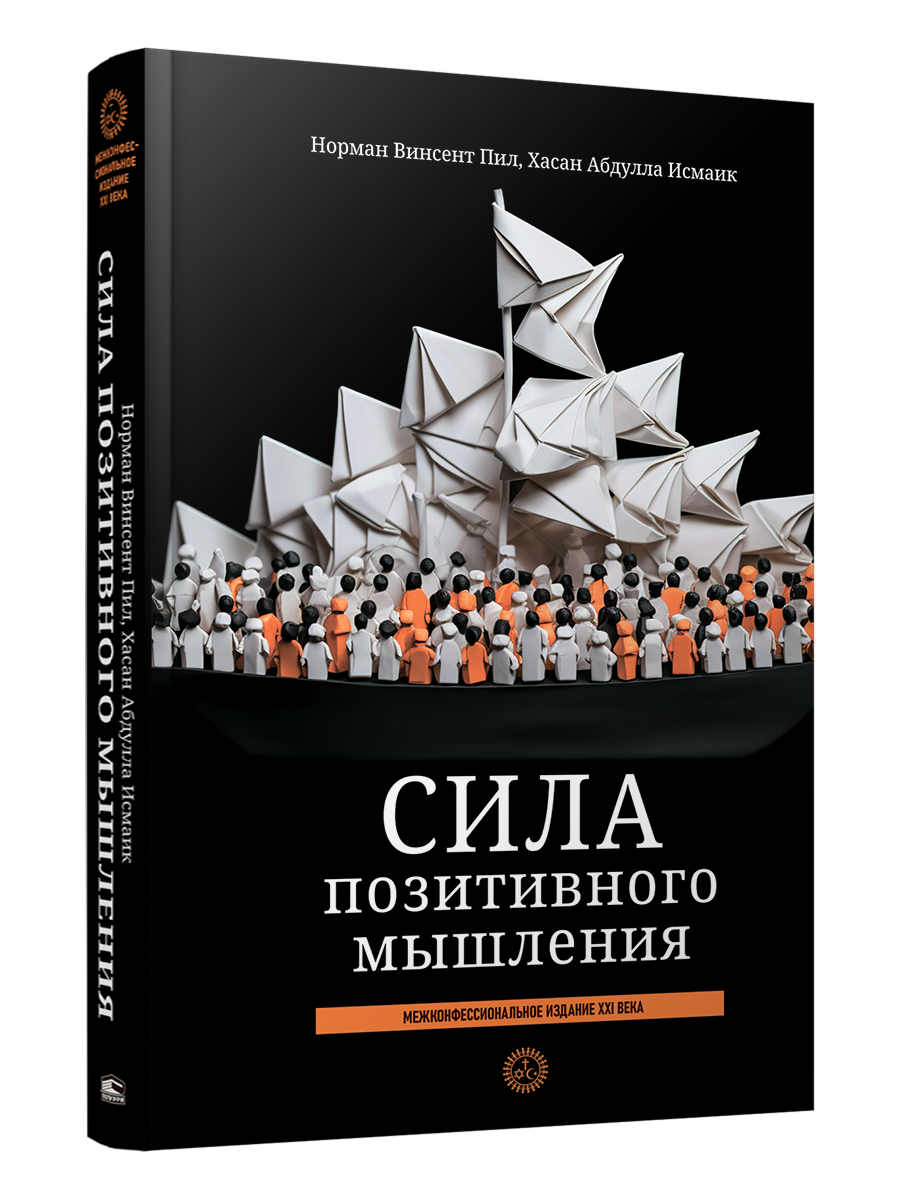 Норман Винсент Пил, Хасан Абдулла Исмаик
СИЛА
позитивного
мышления
МЕЖКОНФЕССИОНАЛЬНОЕ ИЗДАНИЕ XXI ВЕКА
МЕЖКОНФЕС-
СИОНАЛЬНОЕ
ИЗДАНИЕ
XXI ВЕКА
СИЛА ПОЗИТИВНОГО МЫШЛЕНИЯ
Норман Винсент Пил, Хасан Абдулла Исмаик
ПОПУРРИ